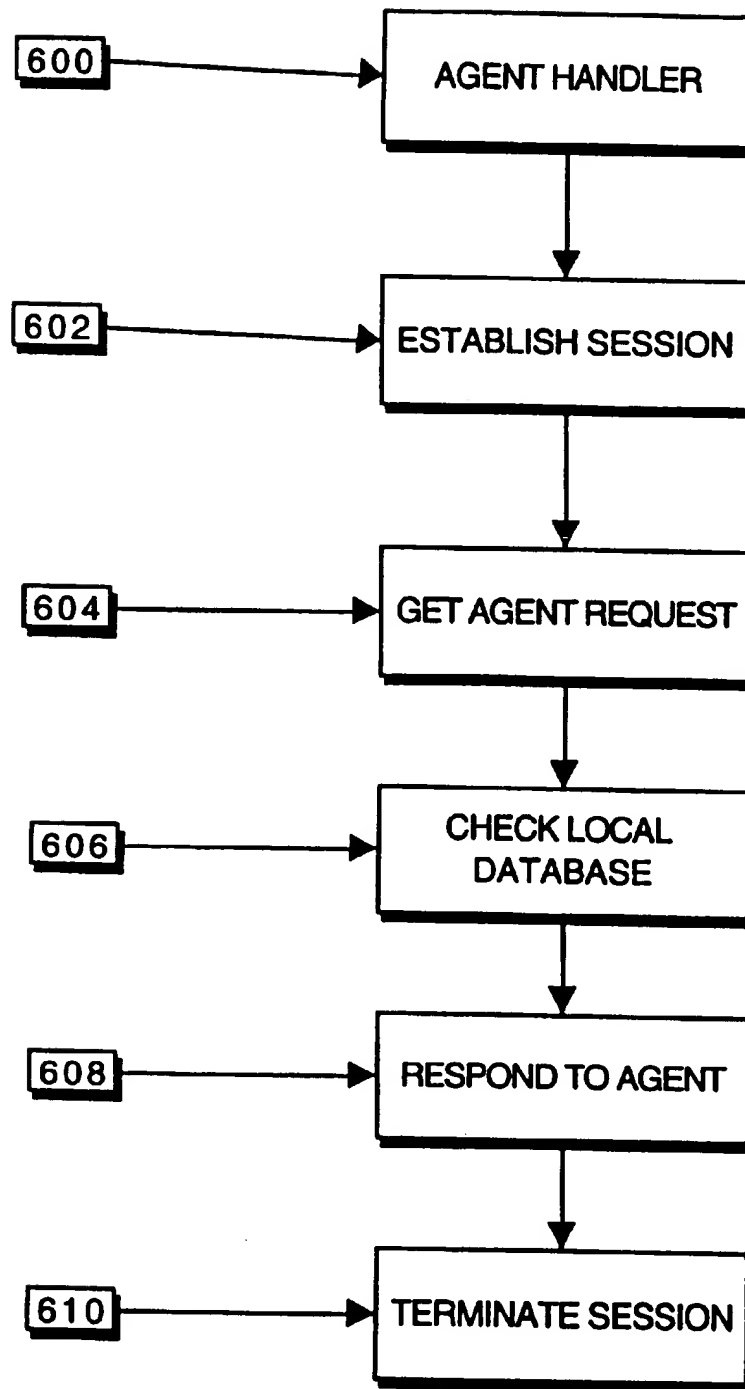 600
AGENT HANDLER
602
ESTABLISH SESSION
604
GET AGENT REQUEST
606
CHECK LOCAL
DATABASE
608
RESPOND TO AGENT
610
TERMINATE SESSION